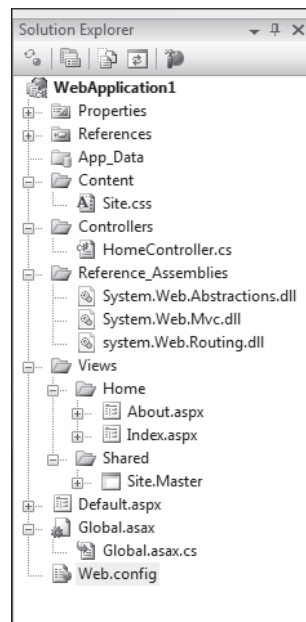 Solution Explorer
WebApplication1
Properties
References
App_Data
Content
Site.css
Controllers
HomeController.cs
Reference_Assemblies
System.Web.Abstractions.dll
System.Web.Mvc.dll
system.Web.Routing.dll
Views
Home
About.aspx
Index.aspx
Shared
Site.Master
Default.aspx
Global.asax
Global.asax.cs
Web.config